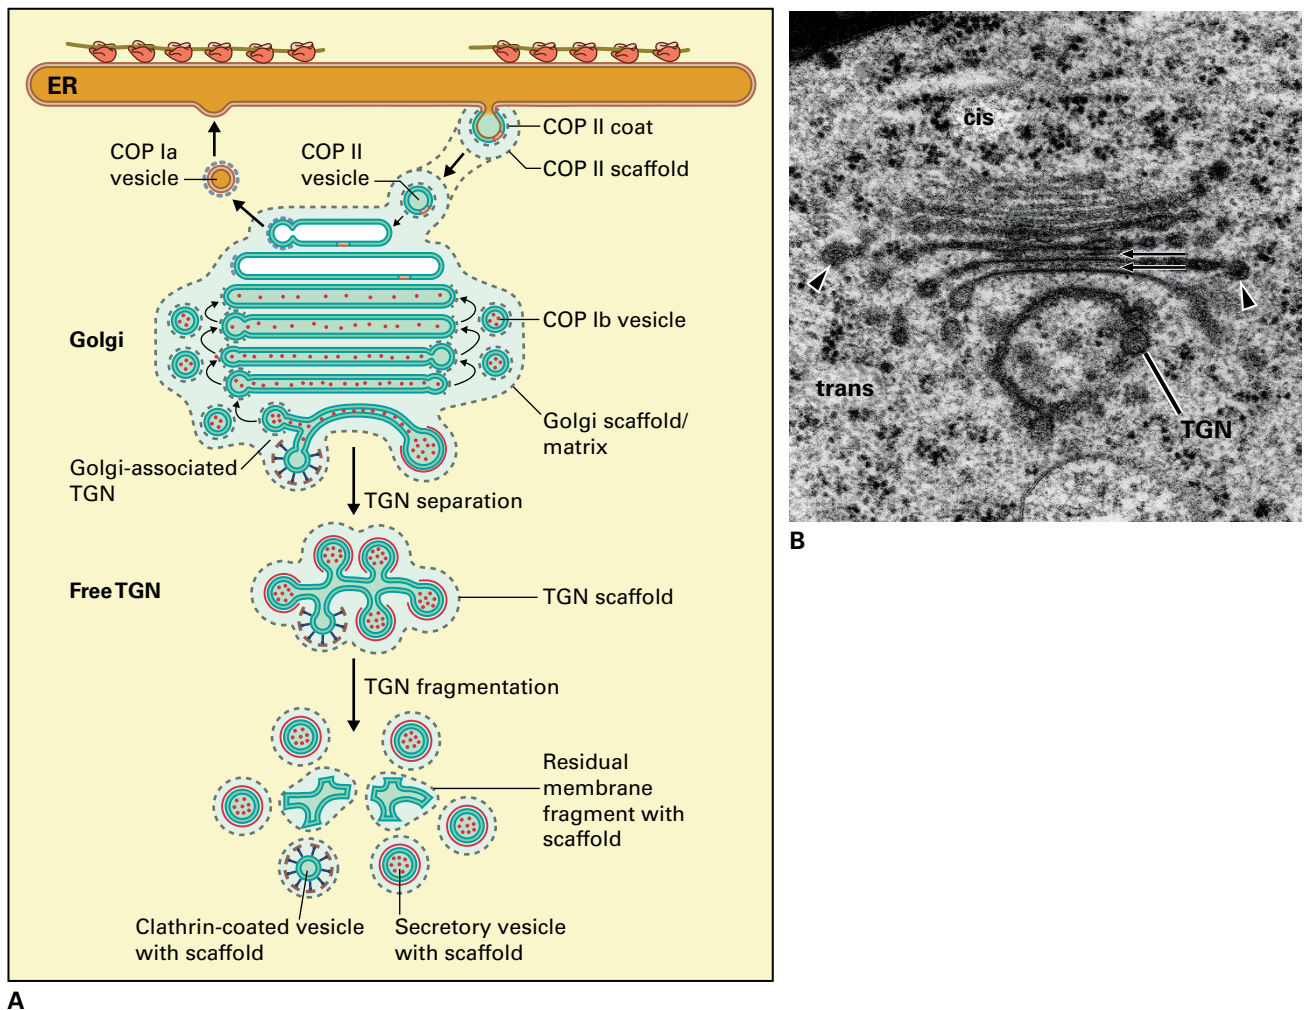 ER
COP II coat
COP II scaffold
COP Ia
vesicle
COP II
vesicle
COP Ib vesicle
Golgi
Golgi scaffold/
matrix
Golgi-associated
TGN
TGN separation
Free TGN
TGN scaffold
TGN fragmentation
Residual
membrane
fragment with
scaffold
Clathrin-coated vesicle
with scaffold
Secretory vesicle
with scaffold
A
cis
trans
TGN
B